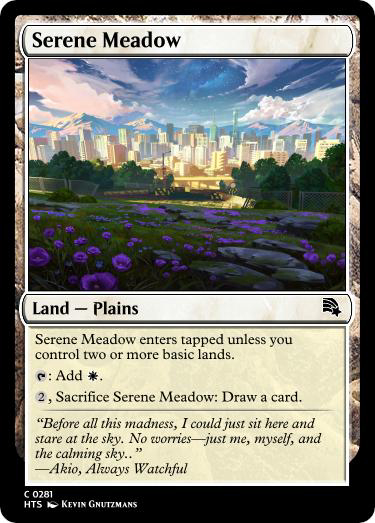 Serene Meadow
Land — Plains
Serene Meadow enters tapped unless you
control two or more basic lands.
: Add .
2, Sacrifice Serene Meadow: Draw a card.
“Before all this madness, I could just sit here and
stare at the sky. No worries—just me, myself, and
the calming sky..”
—Akio, Always Watchful
C 0281
HTS Kevin Gnutzmans